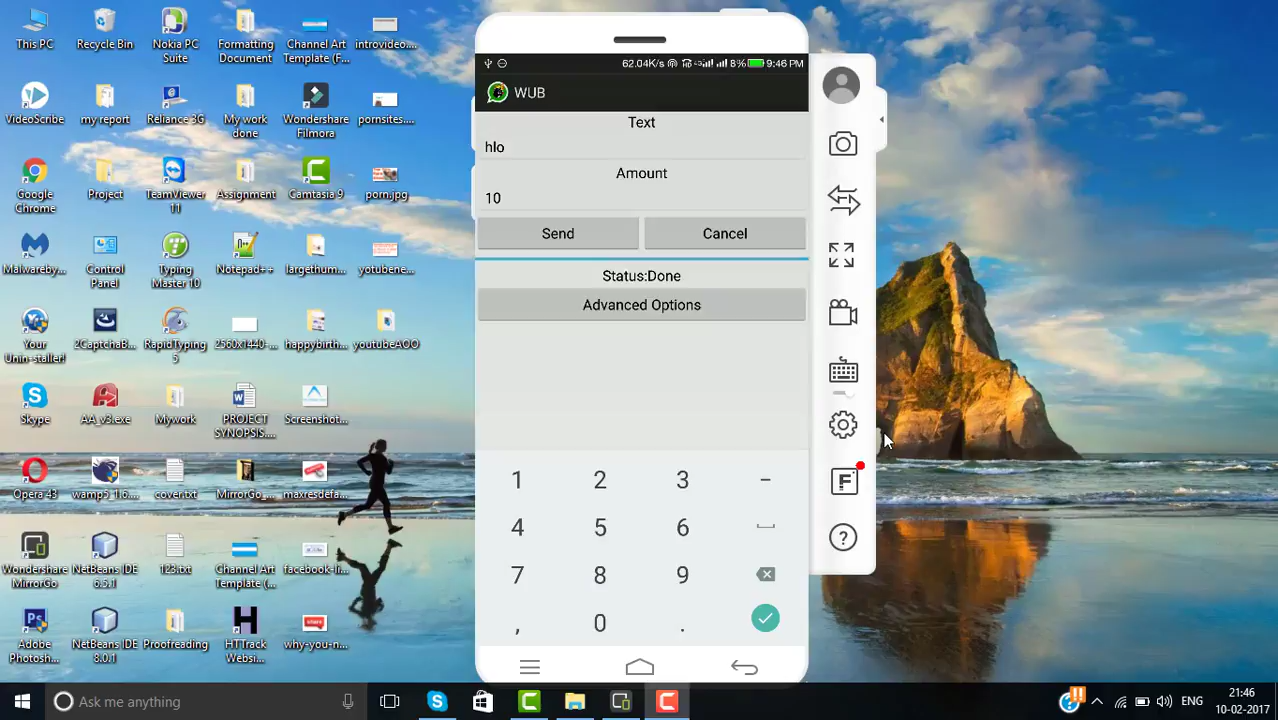 This PC
Recycle Bin
Nokia PC
Suite
Formatting
Document
Channel Art
Template (F...
introvideo....
VideoScribe
my report
Reliance 3G
My work
done
Wondershare
Filmora
pornsites....
Google
Chrome
Project
TeamViewer
11
Assignment
Camtasia 9
porn.jpg
Malwareby...
Control
Panel
Typing
Master 10
Notepad++
largethum...
yotubene...
Your
Unin-staller!
2CaptchaB...
RapidTyping
5
2560x1440-...
happybirth...
youtubeAOO
Skype
AA_v3.exe
Mywork
PROJECT
SYNOPSIS....
Screenshot...
Opera 43
wamp5_1.6...
cover.txt
MirrorGo_...
maxresdefa...
Wondershare
MirrorGo
NetBeans IDE
6.5.1
123.txt
Channel Art
Template (...
facebook-li...
Adobe
Photosh...
NetBeans IDE
8.0.1
Proofreading
HTTrack
Websi...
why-you-n...
62.04K/s
8%
9:46 PM
WUB
Text
hlo
Amount
10
Send
Cancel
Status:Done
Advanced Options
1 2 3 -
4 5 6
7 8 9
, 0 .
F
?
Ask me anything
ENG
21:46
10-02-2017